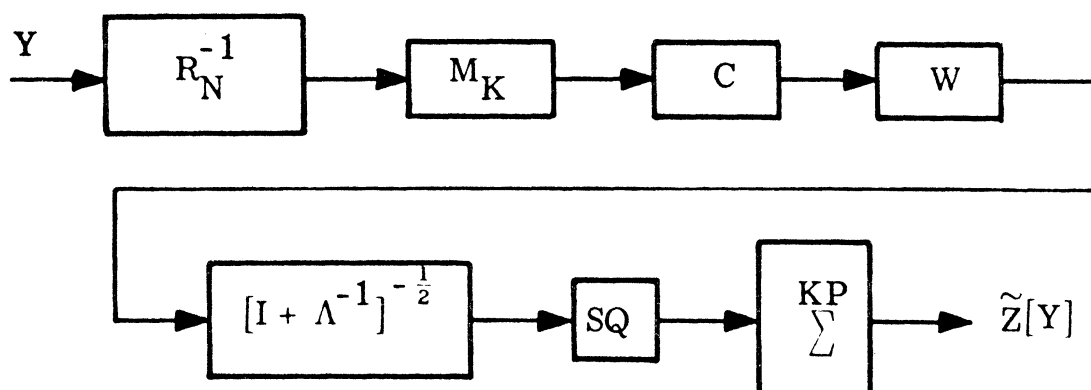 Y
R_N^{-1}
M_K
C
W
[I + Λ^{-1}]^{-1/2}
SQ
KP
Σ
Z̃[Y]